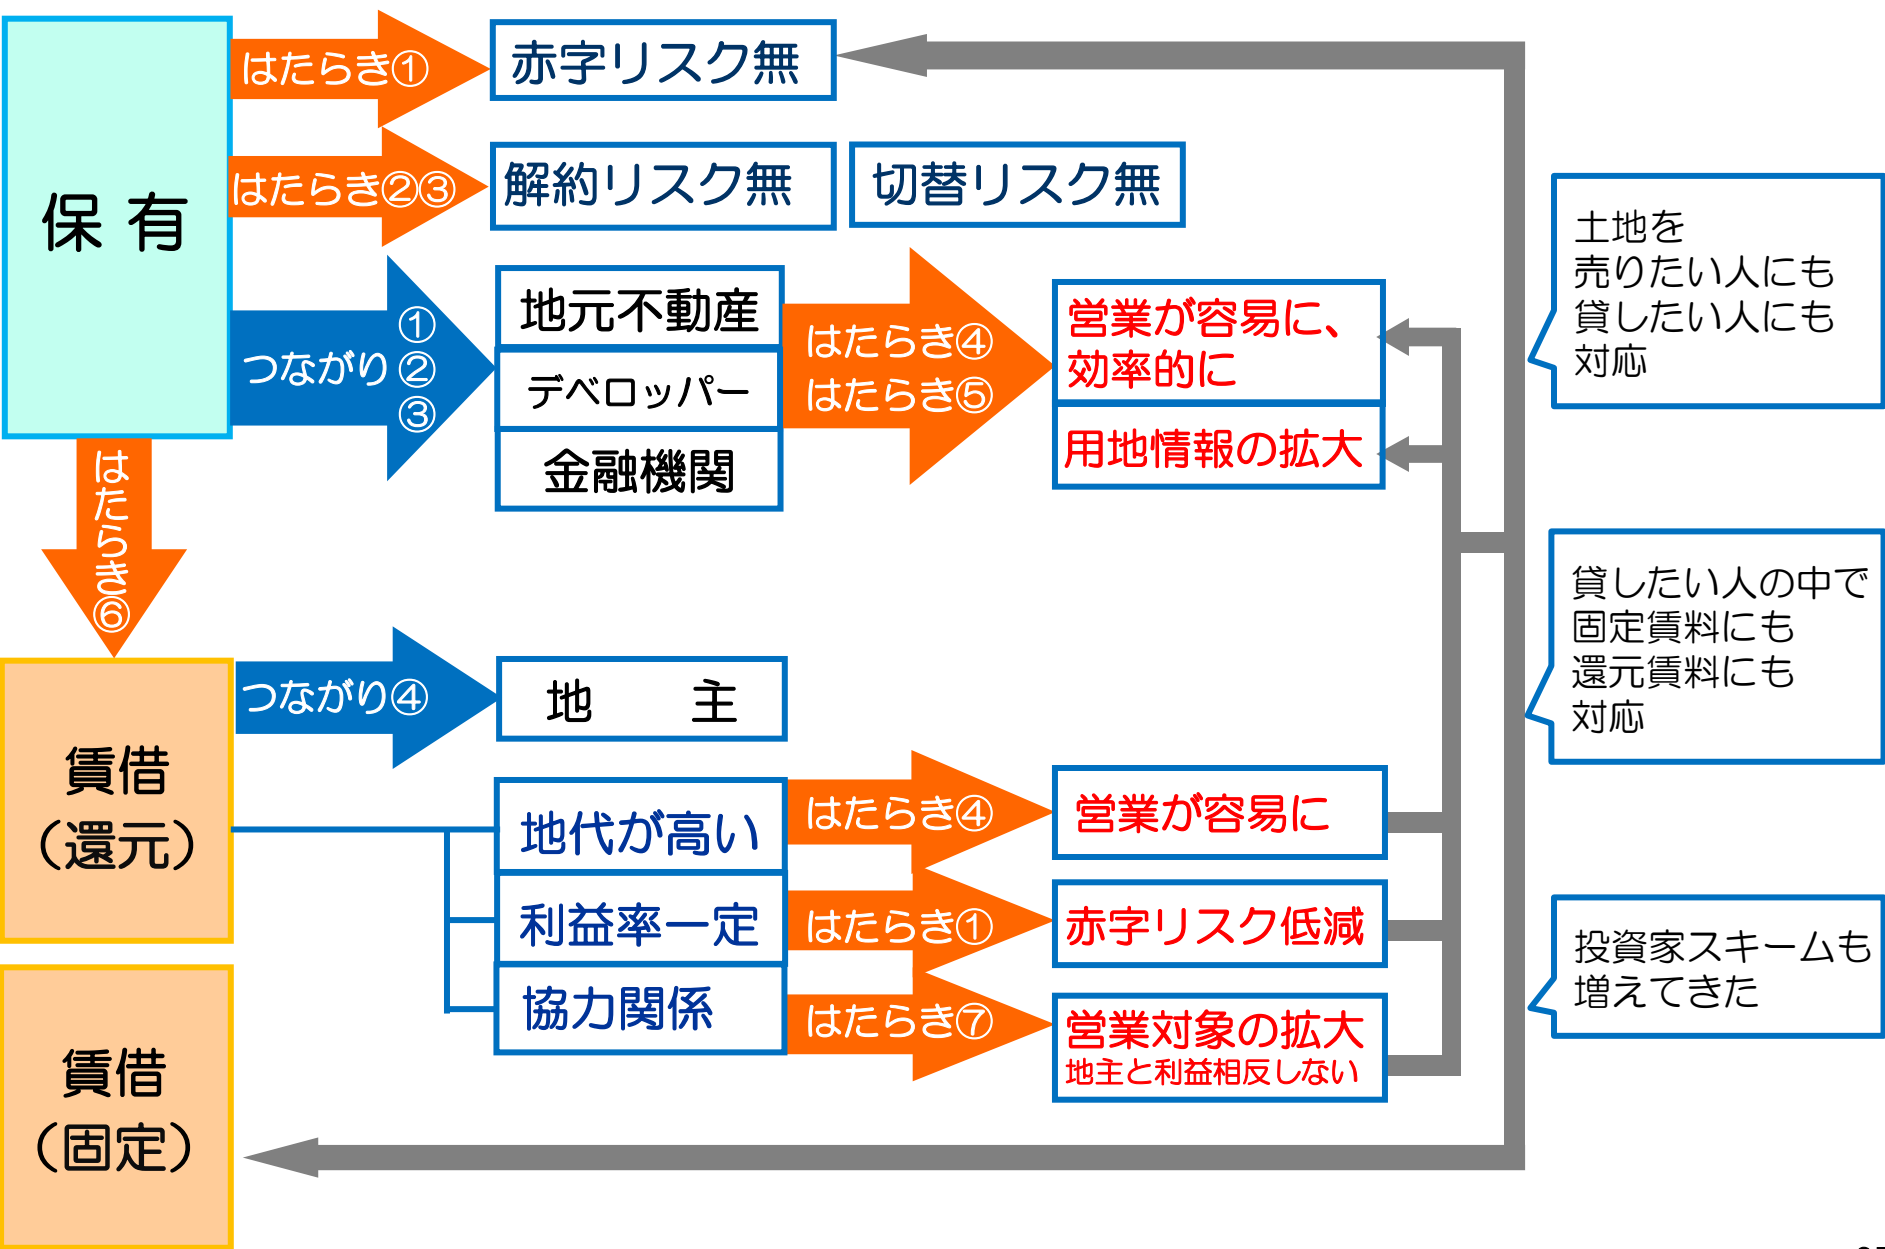 保 有
はたらき①
赤字リスク無
はたらき②③
解約リスク無
切替リスク無
つながり
①
②
③
地元不動産
デベロッパー
金融機関
はたらき④
はたらき⑤
営業が容易に、
効率的に
用地情報の拡大
はたらき⑥
賃借
（還元）
つながり④
地 主
地代が高い
利益率一定
協力関係
はたらき④
はたらき①
はたらき⑦
営業が容易に
赤字リスク低減
営業対象の拡大
地主と利益相反しない
賃借
（固定）
土地を
売りたい人にも
貸したい人にも
対応
貸したい人の中で
固定賃料にも
還元賃料にも
対応
投資家スキームも
増えてきた